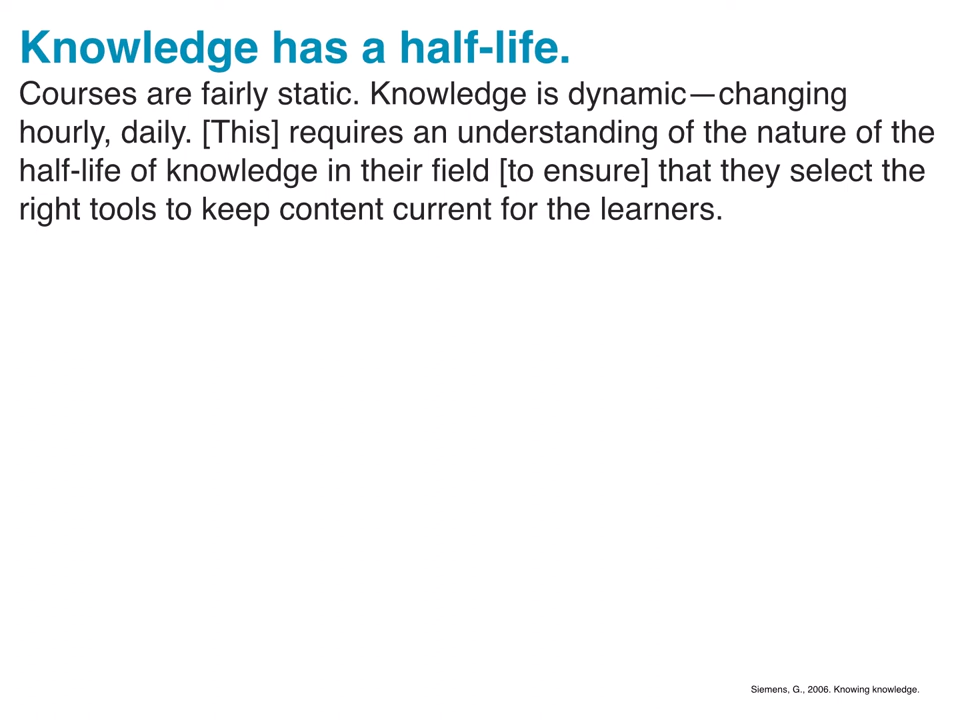 Knowledge has a half-life.
Courses are fairly static. Knowledge is dynamic—changing
hourly, daily. [This] requires an understanding of the nature of the
half-life of knowledge in their field [to ensure] that they select the
right tools to keep content current for the learners.
Siemens, G., 2006. Knowing knowledge.